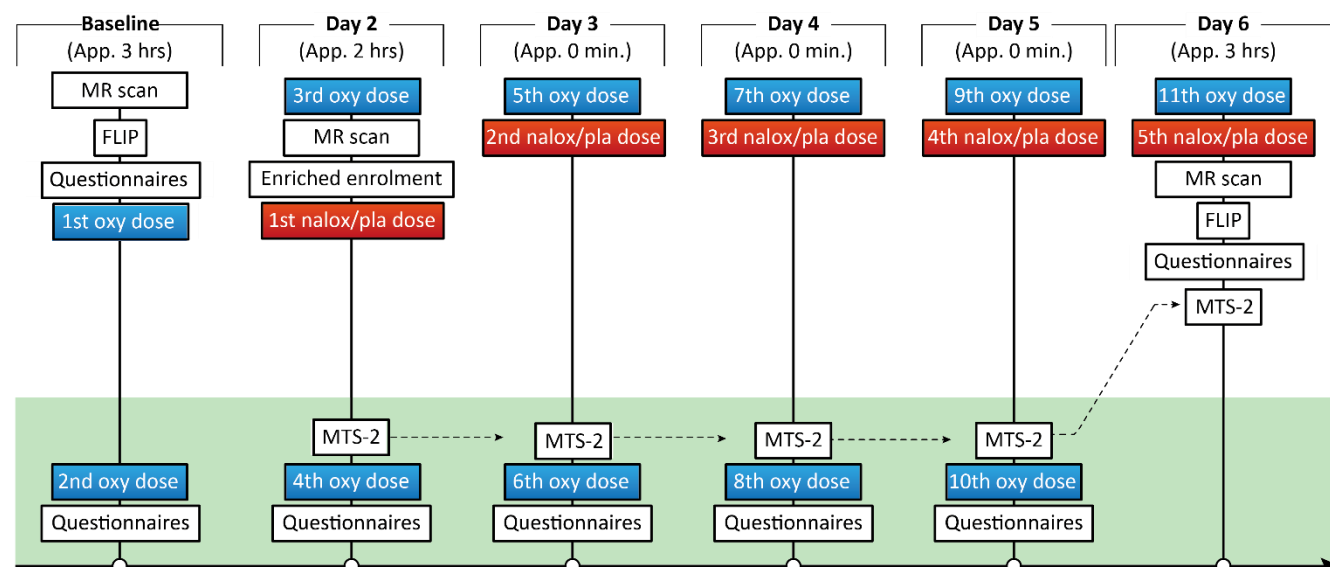 Baseline
(App. 3 hrs)
MR scan
FLIP
Questionnaires
1st oxy dose
2nd oxy dose
Questionnaires
Day 2
(App. 2 hrs)
3rd oxy dose
MR scan
Enriched enrolment
1st nalox/pla dose
MTS-2
4th oxy dose
Questionnaires
Day 3
(App. 0 min.)
5th oxy dose
2nd nalox/pla dose
MTS-2
6th oxy dose
Questionnaires
Day 4
(App. 0 min.)
7th oxy dose
3rd nalox/pla dose
MTS-2
8th oxy dose
Questionnaires
Day 5
(App. 0 min.)
9th oxy dose
4th nalox/pla dose
MTS-2
10th oxy dose
Questionnaires
Day 6
(App. 3 hrs)
11th oxy dose
5th nalox/pla dose
MR scan
FLIP
Questionnaires
MTS-2